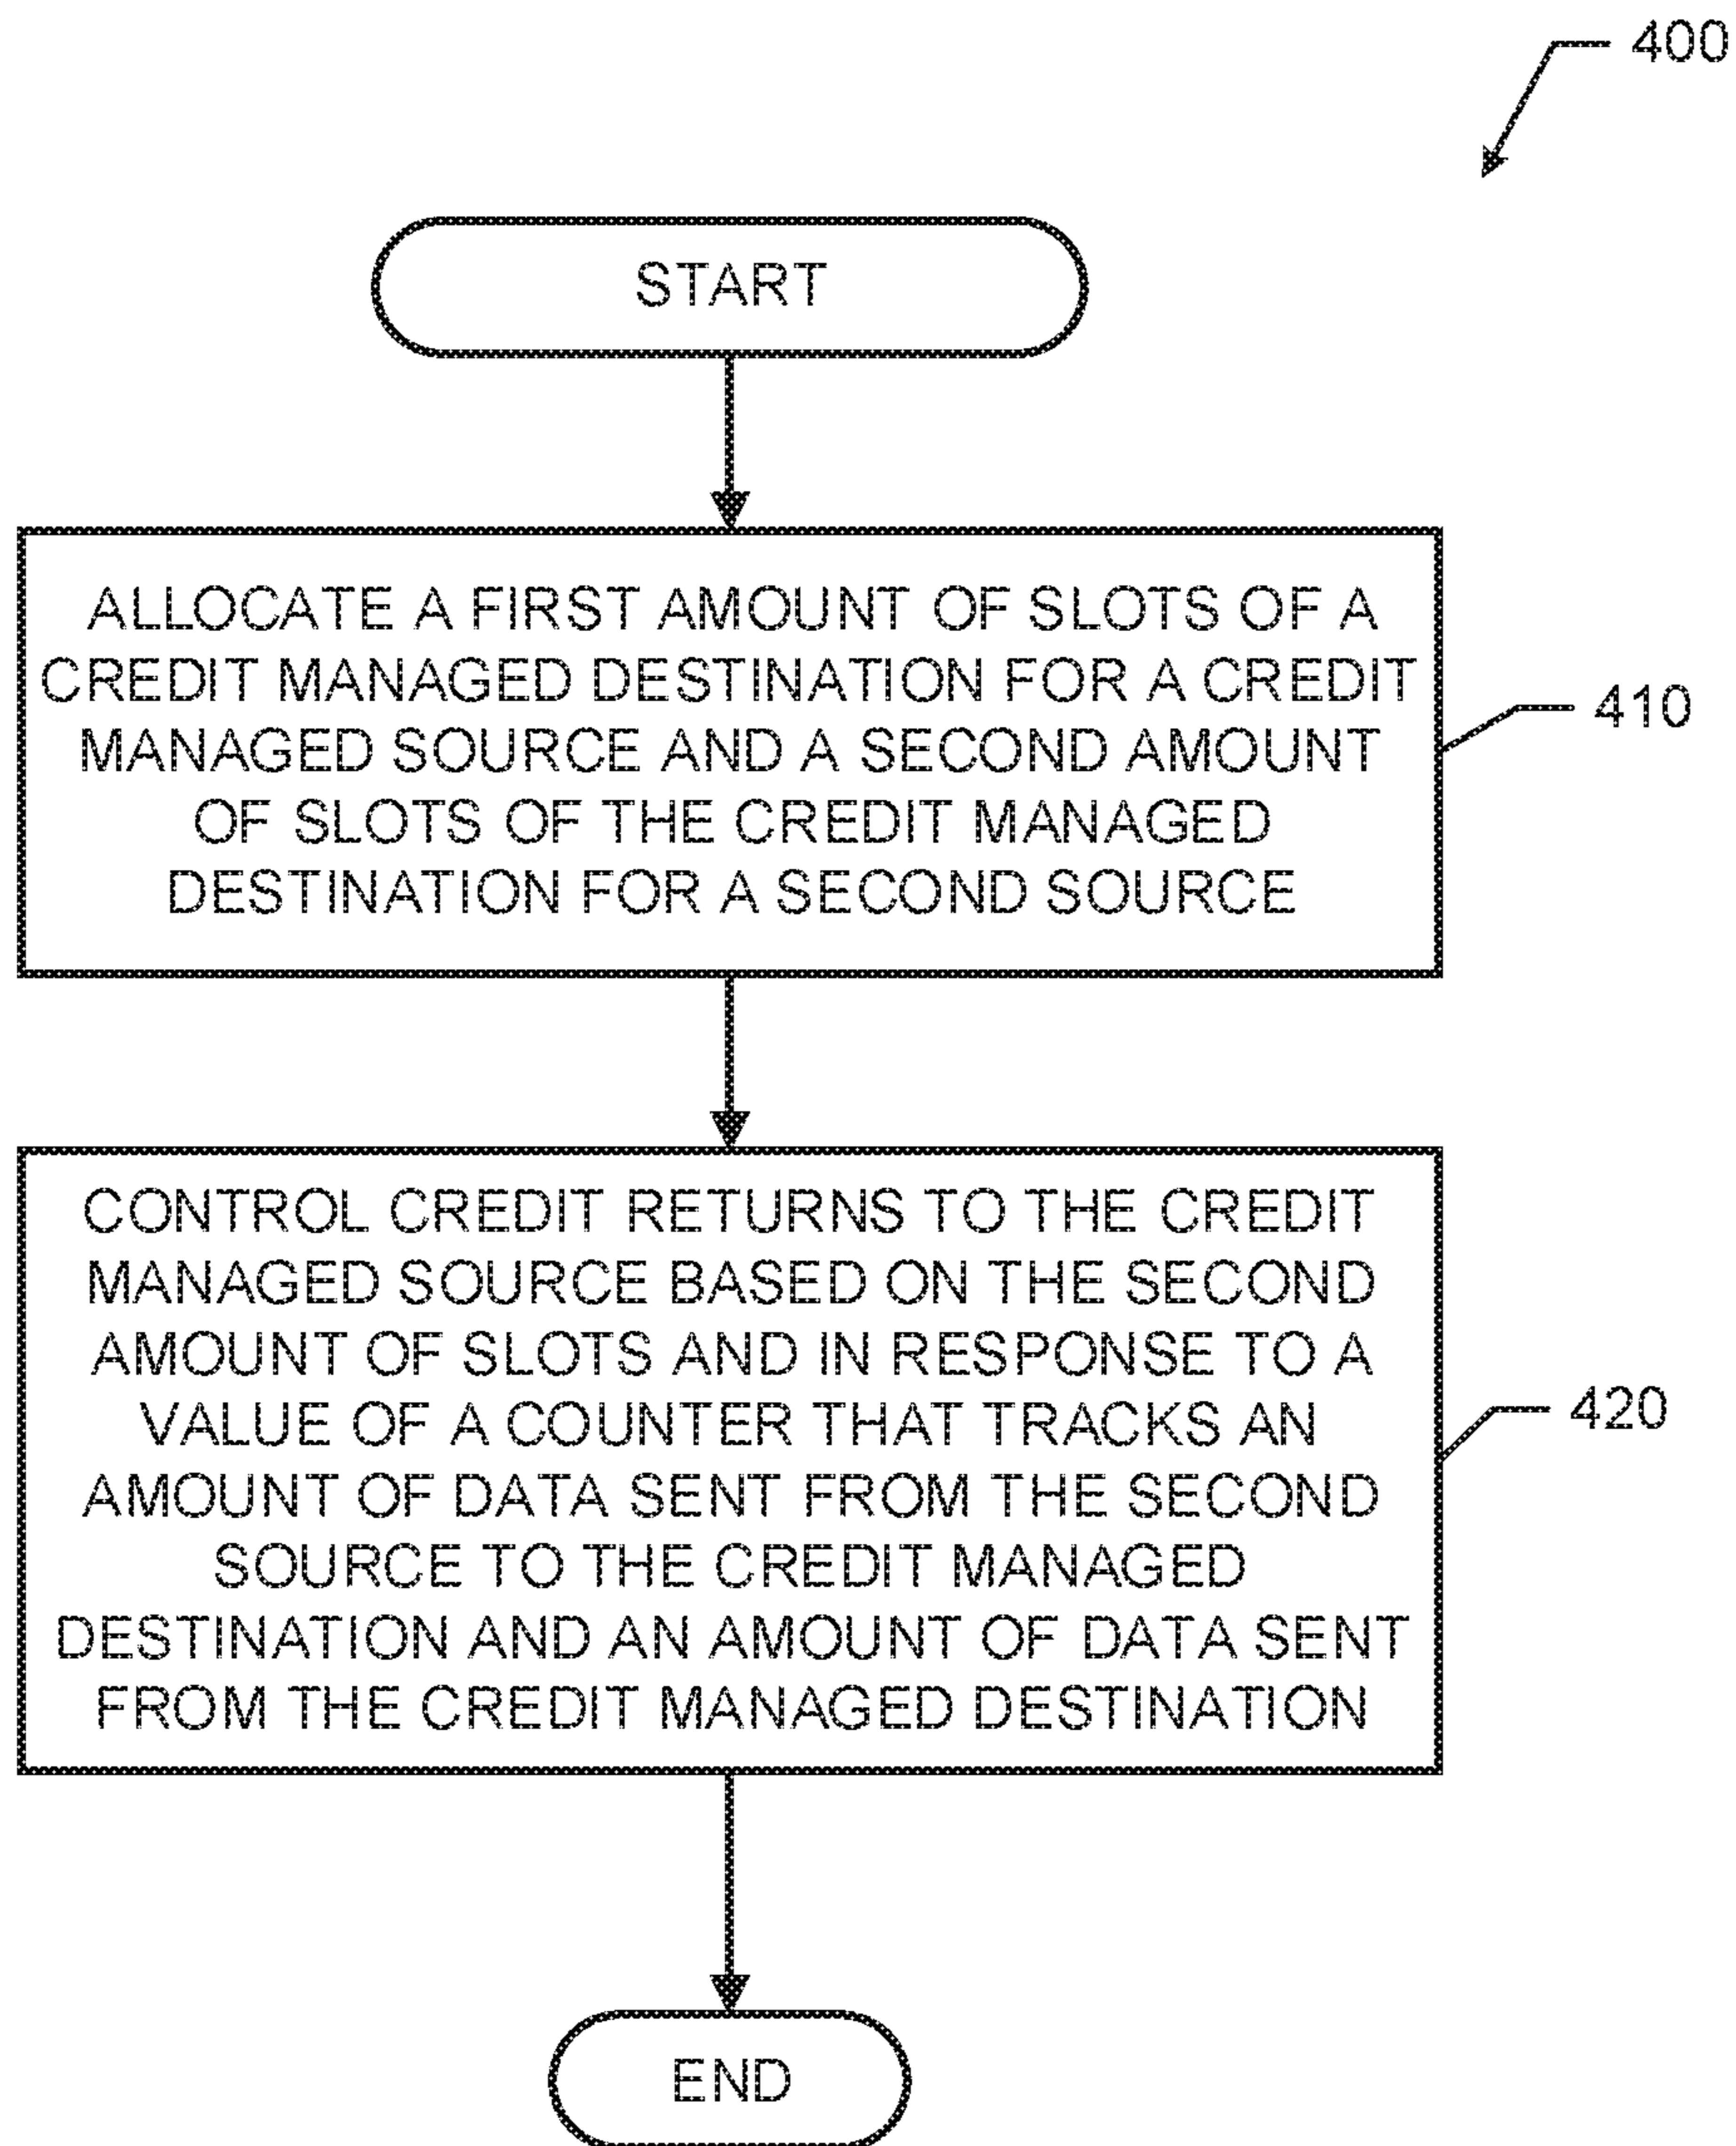 400
START
ALLOCATE A FIRST AMOUNT OF SLOTS OF A
CREDIT MANAGED DESTINATION FOR A CREDIT
MANAGED SOURCE AND A SECOND AMOUNT
OF SLOTS OF THE CREDIT MANAGED
DESTINATION FOR A SECOND SOURCE
410
CONTROL CREDIT RETURNS TO THE CREDIT
MANAGED SOURCE BASED ON THE SECOND
AMOUNT OF SLOTS AND IN RESPONSE TO A
VALUE OF A COUNTER THAT TRACKS AN
AMOUNT OF DATA SENT FROM THE SECOND
SOURCE TO THE CREDIT MANAGED
DESTINATION AND AN AMOUNT OF DATA SENT
FROM THE CREDIT MANAGED DESTINATION
420
END